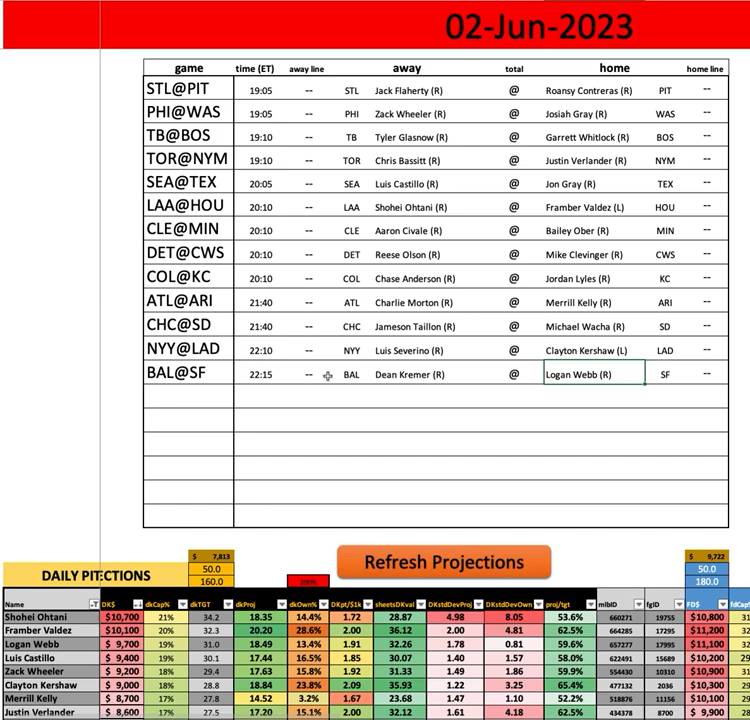 02-Jun-2023
game time (ET) away line away total home home line
STL@PIT 19:05 -- STL Jack Flaherty (R) @ Roansy Contreras (R) PIT --
PHI@WAS 19:05 -- PHI Zack Wheeler (R) @ Josiah Gray (R) WAS --
TB@BOS 19:10 -- TB Tyler Glasnow (R) @ Garrett Whitlock (R) BOS --
TOR@NYM 19:10 -- TOR Chris Bassitt (R) @ Justin Verlander (R) NYM --
SEA@TEX 20:05 -- SEA Luis Castillo (R) @ Jon Gray (R) TEX --
LAA@HOU 20:10 -- LAA Shohei Ohtani (R) @ Framber Valdez (L) HOU --
CLE@MIN 20:10 -- CLE Aaron Civale (R) @ Bailey Ober (R) MIN --
DET@CWS 20:10 -- DET Reese Olson (R) @ Mike Clevinger (R) CWS --
COL@KC 20:10 -- COL Chase Anderson (R) @ Jordan Lyles (R) KC --
ATL@ARI 21:40 -- ATL Charlie Morton (R) @ Merrill Kelly (R) ARI --
CHC@SD 21:40 -- CHC Jameson Taillon (R) @ Michael Wacha (R) SD --
NYY@LAD 22:10 -- NYY Luis Severino (R) @ Clayton Kershaw (L) LAD --
BAL@SF 22:15 -- BAL Dean Kremer (R) @ Logan Webb (R) SF --
$ 7,813 $ 9,722
DAILY PITECTIONS 50.0 Refresh Projections 50.0
160.0 200% 180.0
Name DK$ dkCap% dkTGT dkProj dkOwn% DKpt/$1k sheetsDKval DKstdDevProj DKstdDevOwn proj/tgt mlbID fgID FD$ fdCap%
Shohei Ohtani $10,700 21% 34.2 18.35 14.4% 1.72 28.87 4.98 8.05 53.6% 660271 19755 $10,800
Framber Valdez $10,100 20% 32.3 20.20 28.6% 2.00 36.12 2.00 4.81 62.5% 664285 17295 $11,200
Logan Webb $ 9,700 19% 31.0 18.49 13.4% 1.91 32.26 1.78 0.81 59.6% 657277 17995 $11,100
Luis Castillo $ 9,400 19% 30.1 17.44 16.5% 1.85 30.07 1.40 1.57 58.0% 622491 15689 $10,200
Zack Wheeler $ 9,200 18% 29.4 17.63 15.8% 1.92 31.33 1.49 1.86 59.9% 554430 10310 $10,900
Clayton Kershaw $ 9,000 18% 28.8 18.84 23.8% 2.09 35.93 1.22 3.25 65.4% 477132 2036 $10,300
Merrill Kelly $ 8,700 17% 27.8 14.52 3.2% 1.67 23.68 1.47 1.10 52.2% 518876 11156 $10,100
Justin Verlander $ 8,600 17% 27.5 17.20 15.1% 2.00 32.12 1.61 4.18 62.5% 434378 8700 $ 9,900